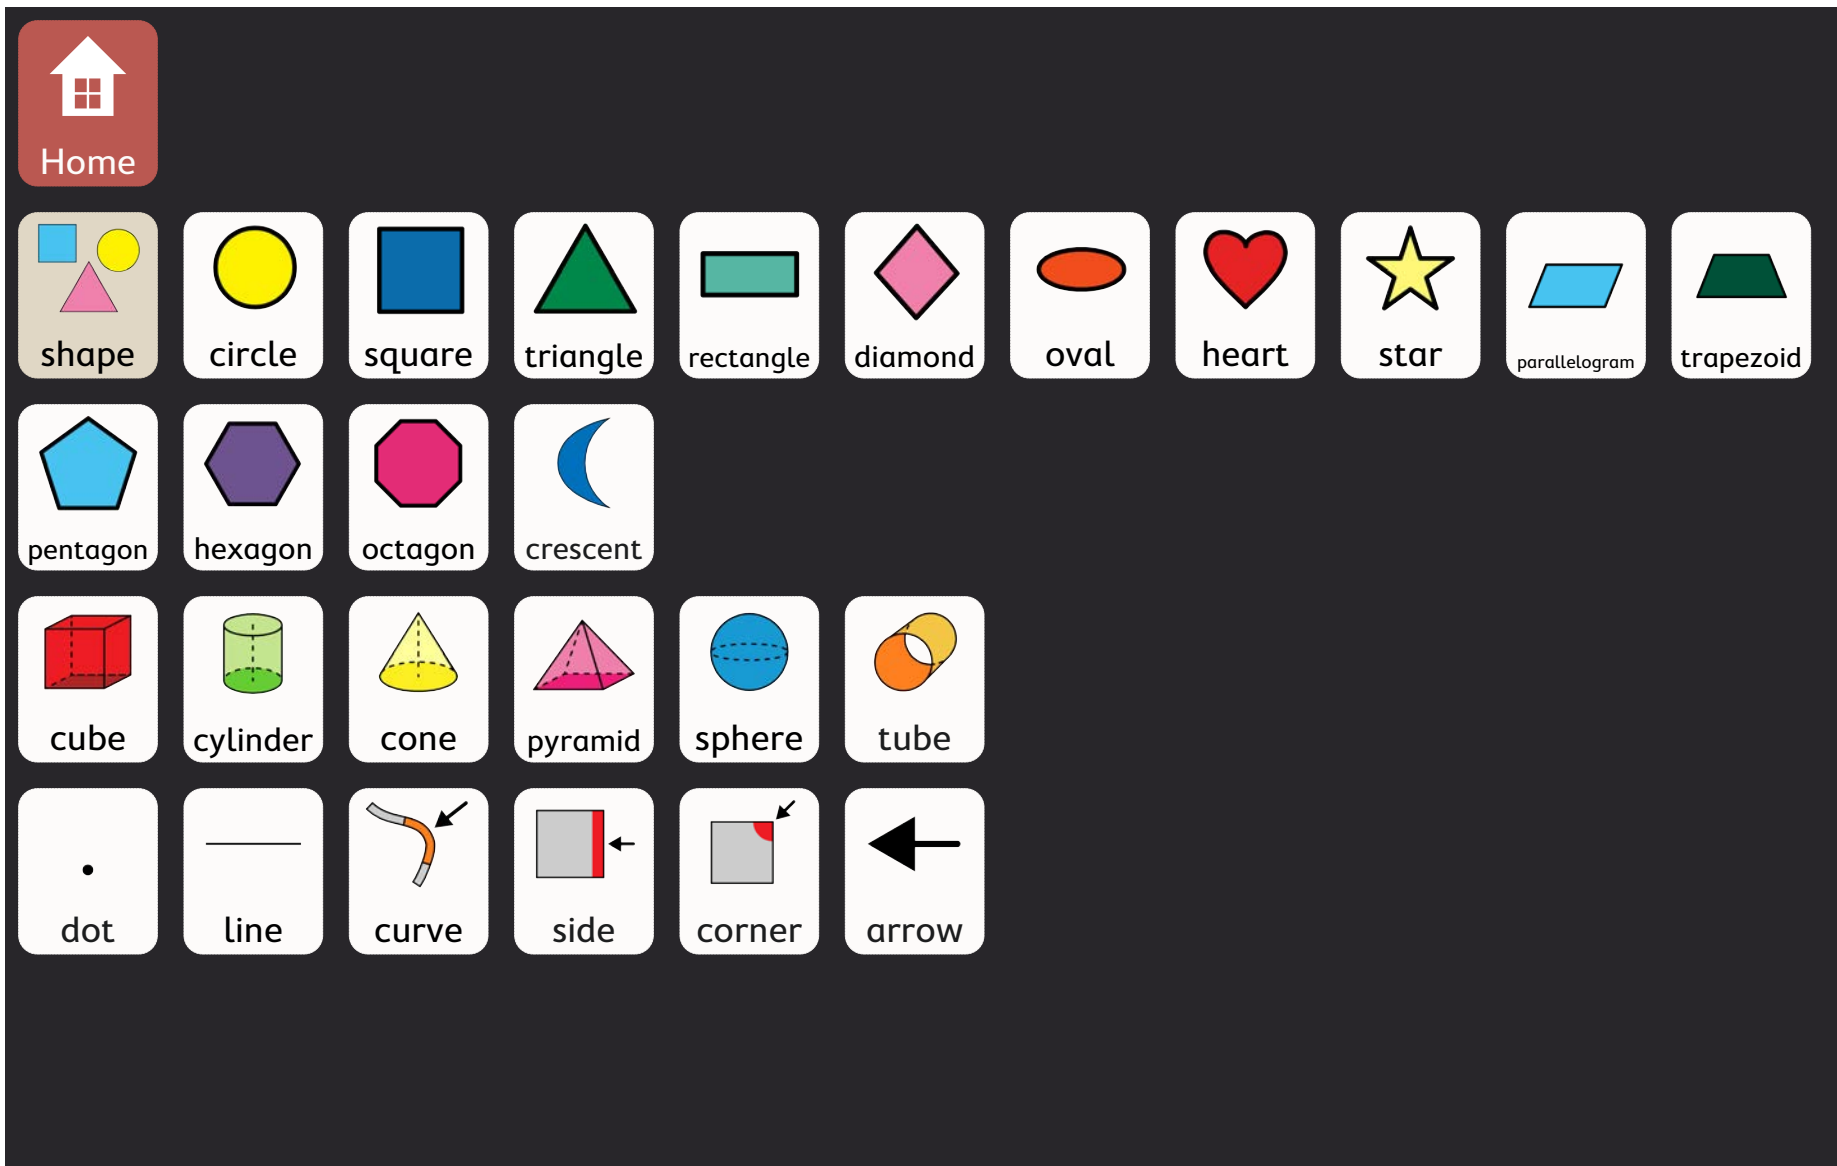 Home
shape circle square triangle rectangle diamond oval heart star parallelogram trapezoid
pentagon hexagon octagon crescent
cube cylinder cone pyramid sphere tube
dot line curve side corner arrow